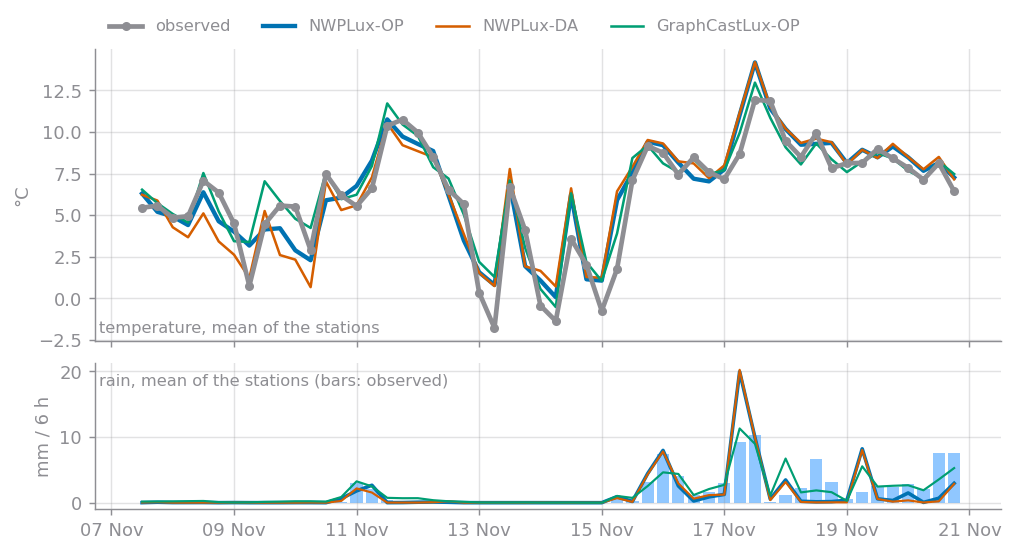 observed NWPLux-OP NWPLux-DA GraphCastLux-OP
12.5
10.0
7.5
5.0
2.5
0.0
−2.5
°C
temperature, mean of the stations
rain, mean of the stations (bars: observed)
20
10
0
mm / 6 h
07 Nov 09 Nov 11 Nov 13 Nov 15 Nov 17 Nov 19 Nov 21 Nov